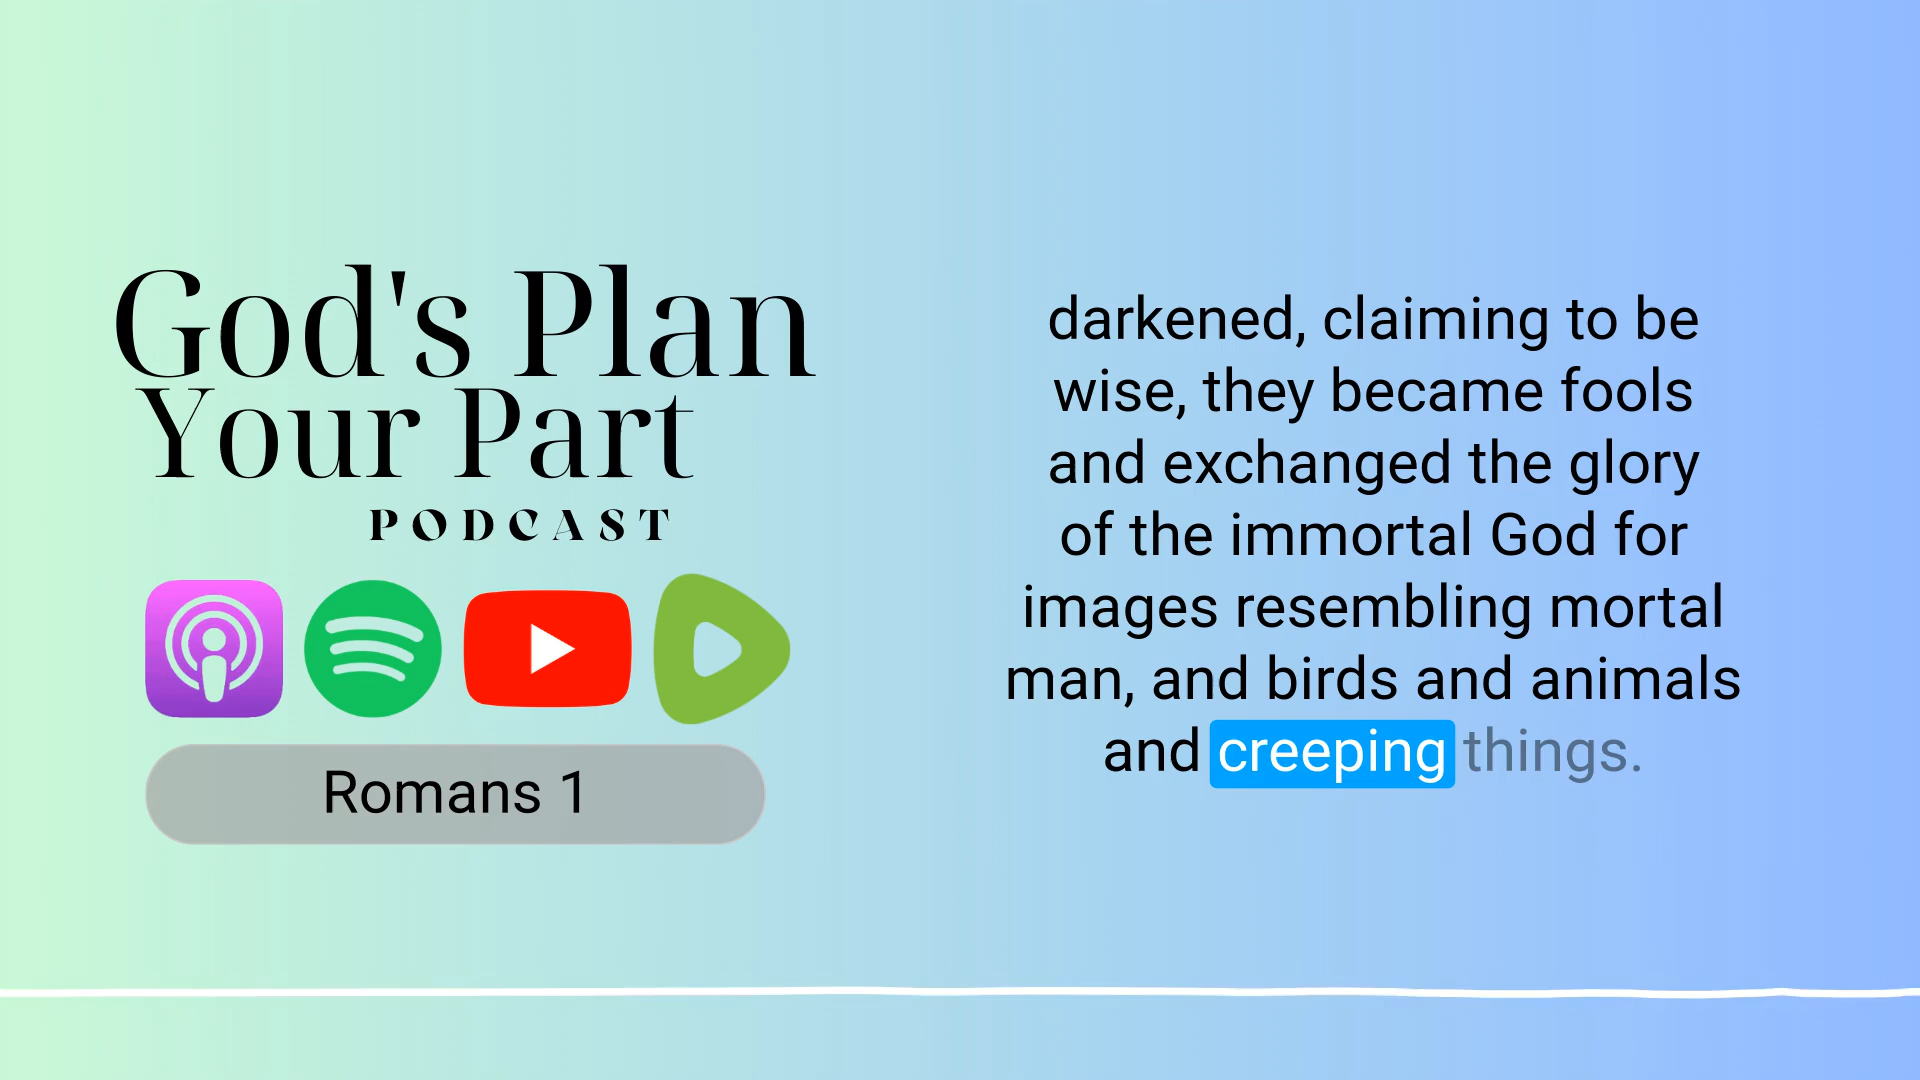 God's Plan
Your Part
PODCAST
Romans 1
darkened, claiming to be
wise, they became fools
and exchanged the glory
of the immortal God for
images resembling mortal
man, and birds and animals
and creeping things.